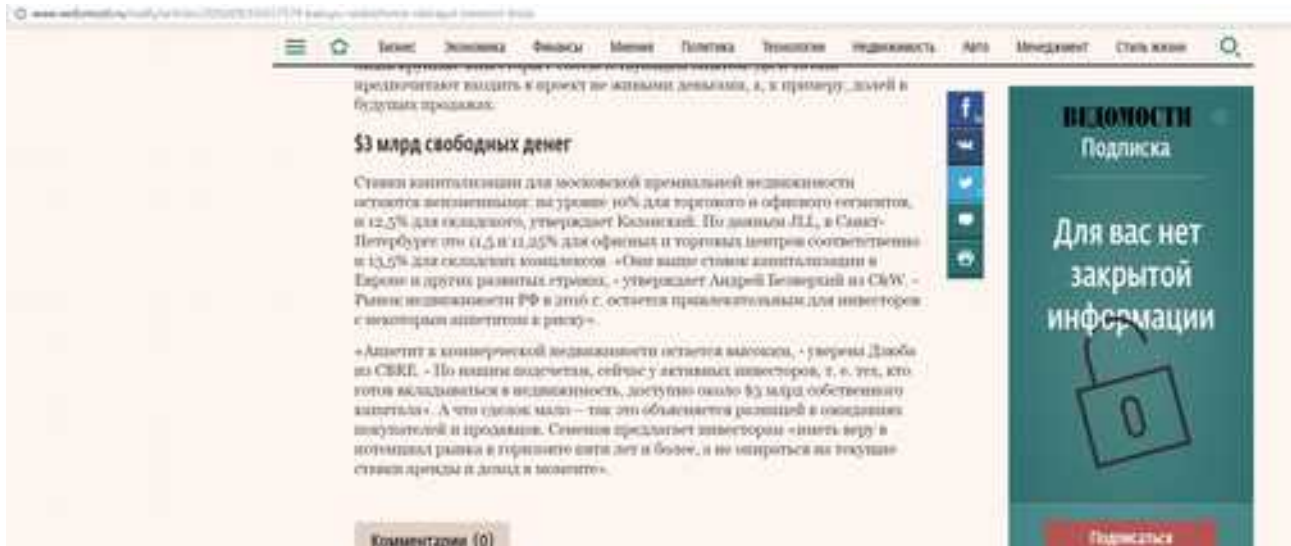 Бизнес Экономика Финансы Мнения Политика Технологии Недвижимость Авто Менеджмент Стиль жизни
предпочитают входить в проект не живыми деньгами, а, к примеру, долей в
будущих продажах.
$3 млрд свободных денег
Ставки капитализации для московской премиальной недвижимости
остаются неизменными: на уровне 10% для торгового и офисного сегментов,
и 12,5% для складского, утверждает Казанский. По данным JLL, в Санкт-
Петербурге это 11,5 и 11,25% для офисных и торговых центров соответственно
и 13,5% для складских комплексов. «Они выше ставок капитализации в
Европе и других развитых странах, - утверждает Андрей Безверхий из C&W. -
Рынок недвижимости РФ в 2016 г. остается привлекательным для инвесторов
с некоторым аппетитом к риску».
«Аппетит к коммерческой недвижимости остается высоким, - уверена Дзюба
из CBRE. - По нашим подсчетам, сейчас у активных инвесторов, т. е. тех, кто
готов вкладываться в недвижимость, доступно около $3 млрд собственного
капитала». А что сделок мало – так это объясняется разницей в ожиданиях
покупателей и продавцов. Семенов предлагает инвесторам «иметь веру в
потенциал рынка в горизонте пяти лет и более, а не опираться на текущие
ставки аренды и доход в моменте».
Комментарии (0)
ВЕДОМОСТИ
Подписка
Для вас нет
закрытой
информации
Подписаться